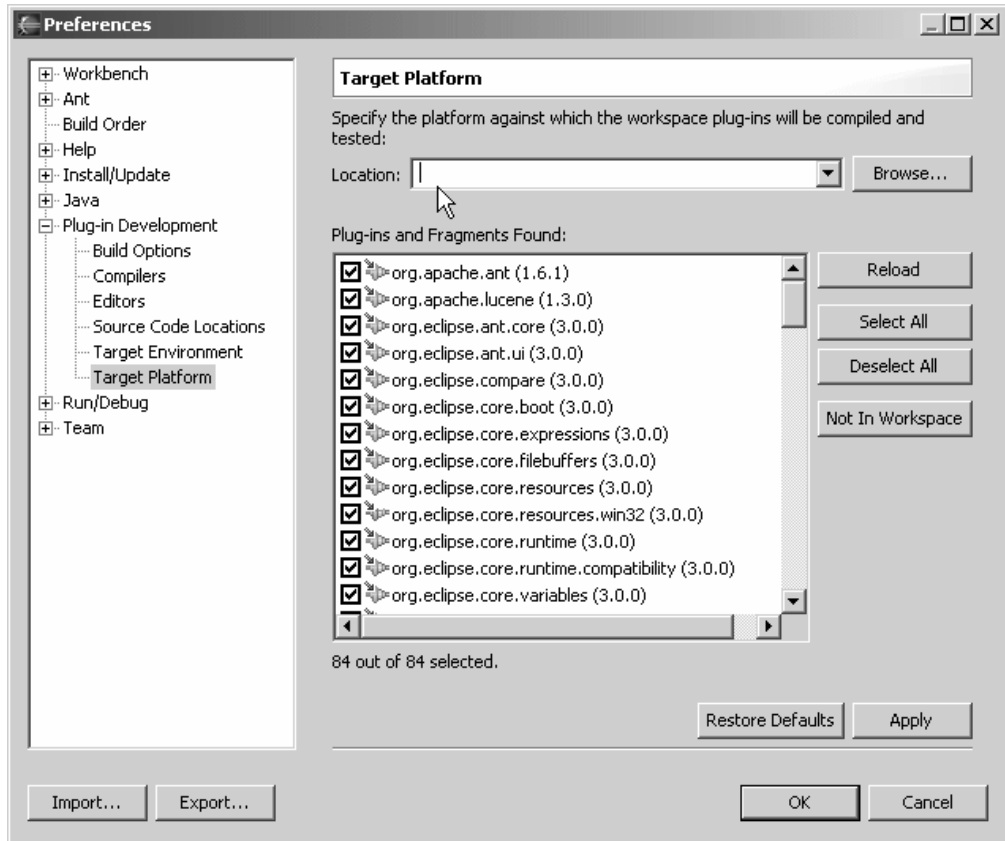 Preferences
Workbench
Ant
Build Order
Help
Install/Update
Java
Plug-in Development
Build Options
Compilers
Editors
Source Code Locations
Target Environment
Target Platform
Run/Debug
Team
Target Platform
Specify the platform against which the workspace plug-ins will be compiled and
tested:
Location:
Browse...
Plug-ins and Fragments Found:
org.apache.ant (1.6.1)
org.apache.lucene (1.3.0)
org.eclipse.ant.core (3.0.0)
org.eclipse.ant.ui (3.0.0)
org.eclipse.compare (3.0.0)
org.eclipse.core.boot (3.0.0)
org.eclipse.core.expressions (3.0.0)
org.eclipse.core.filebuffers (3.0.0)
org.eclipse.core.resources (3.0.0)
org.eclipse.core.resources.win32 (3.0.0)
org.eclipse.core.runtime (3.0.0)
org.eclipse.core.runtime.compatibility (3.0.0)
org.eclipse.core.variables (3.0.0)
Reload
Select All
Deselect All
Not In Workspace
84 out of 84 selected.
Restore Defaults
Apply
Import...
Export...
OK
Cancel